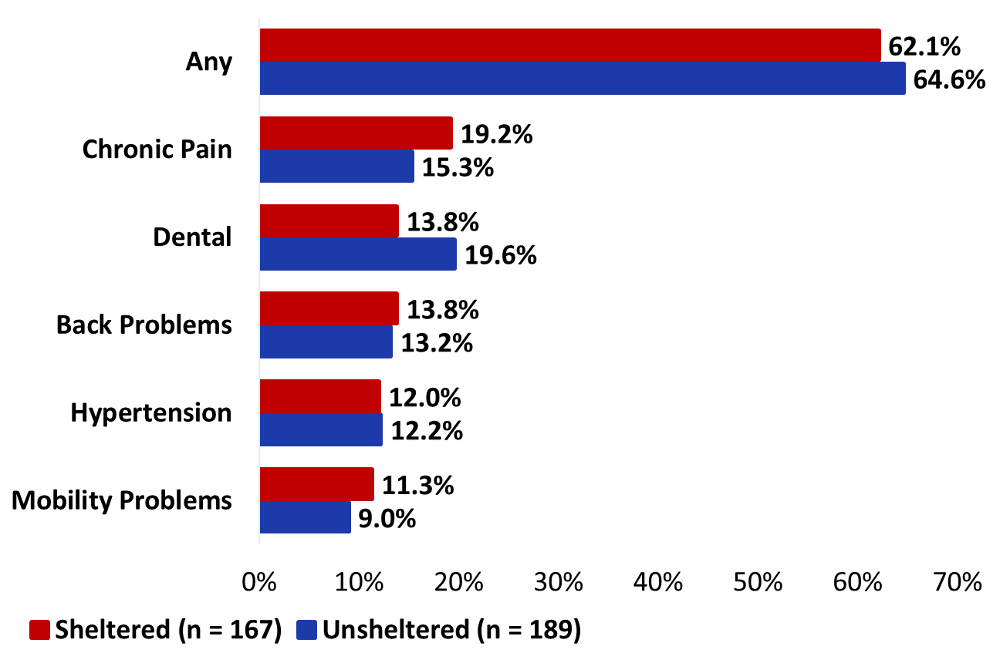 Any
62.1%
64.6%
Chronic Pain
19.2%
15.3%
Dental
13.8%
19.6%
Back Problems
13.8%
13.2%
Hypertension
12.0%
12.2%
Mobility Problems
11.3%
9.0%
0% 10% 20% 30% 40% 50% 60% 70%
Sheltered (n = 167) Unsheltered (n = 189)